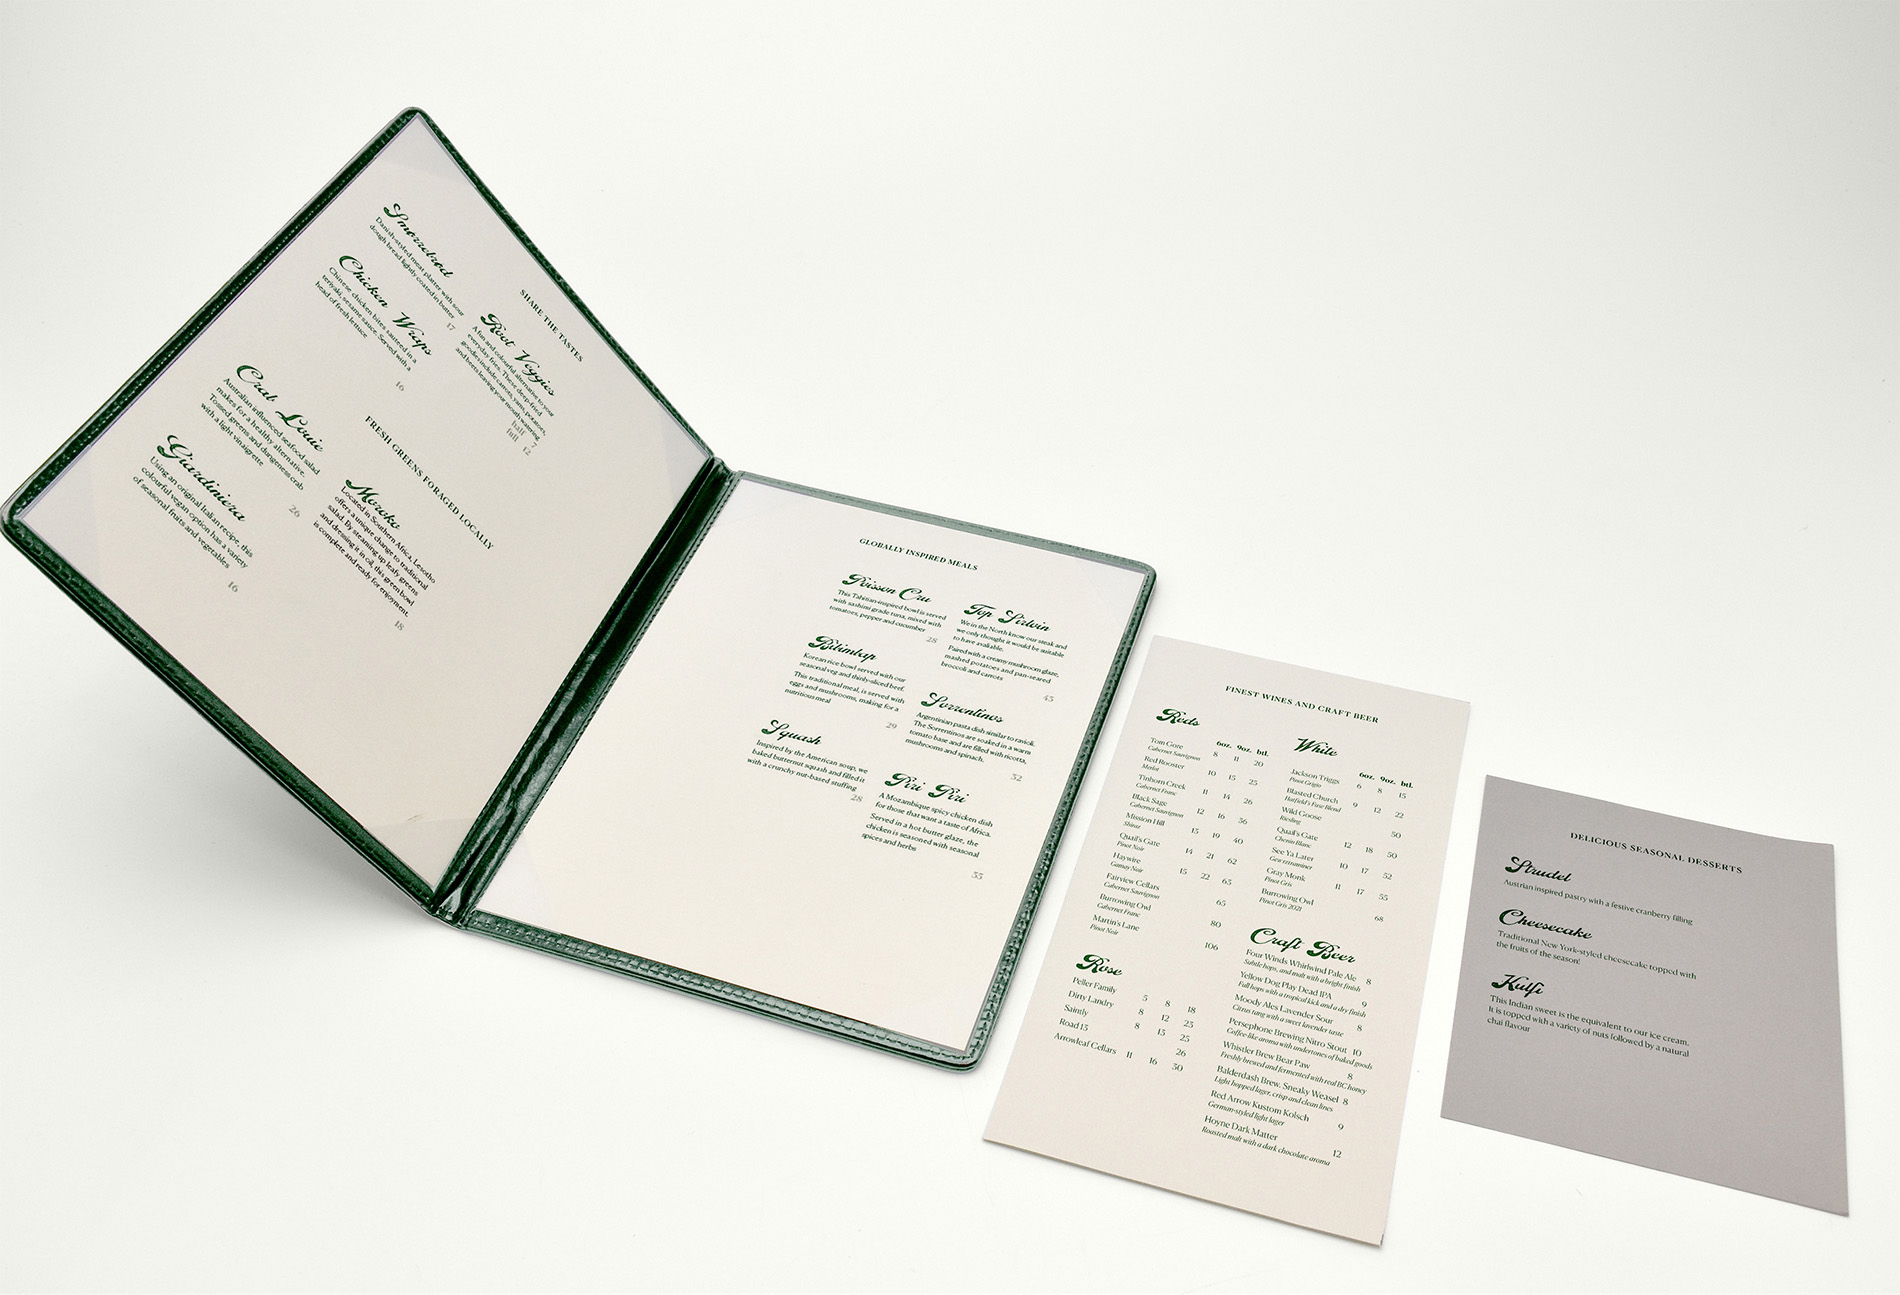 SHARE THE TASTES
Smorrebrod
Danish-styled meat platter with sour
dough bread lightly coated in butter
17
Chicken Wraps
Chinese chicken bites sauteed in a
teriyaki, sesame sauce. Served with a
head of fresh lettuce
16
Root Veggies
A fun and colourful alternative to your
everyday fries. These deep-fried
goodies include: carrots, yams, potatoes,
and beets leaving your mouth watering
half 7
full 12
FRESH GREENS FORAGED LOCALLY
Crab Louie
Australian influenced seafood salad
makes for a healthy alternative.
Tossed greens and dungeness crab
with a light vinaigrette
26
Giardiniera
Using an original Italian recipe, this
colourful vegan option has a variety
of seasonal fruits and vegetables
16
Moroko
Located in Southern Africa, Lesotho
offers a unique change to traditional
salad. By steaming up leafy greens
and dressing it in oil, this green bowl
is complete and ready for enjoyment.
18
GLOBALLY INSPIRED MEALS
Poisson Cru
This Tahitian-inspired bowl is served
with sashimi grade tuna, mixed with
tomatoes, pepper and cucumber
28
Bibimbap
Korean rice bowl served with our
seasonal veg and thinly-sliced beef.
This traditional meal, is served with
eggs and mushrooms, making for a
nutritious meal
29
Squash
Inspired by the American soup, we
baked butternut squash and filled it
with a crunchy nut-based stuffing
28
Top Sirloin
We in the North know our steak and
we only thought it would be suitable
to have available.
Paired with a creamy mushroom glaze,
mashed potatoes and pan-seared
broccoli and carrots
45
Sorrentinos
Argentinian pasta dish similar to ravioli.
The Sorrentinos are soaked in a warm
tomato base and are filled with ricotta,
mushrooms and spinach.
32
Piri Piri
A Mozambique spicy chicken dish
for those that want a taste of Africa.
Served in a hot butter glaze, the
chicken is seasoned with seasonal
spices and herbs
35
FINEST WINES AND CRAFT BEER
Reds
6oz. 9oz. btl.
Tom Gore 8 11 20
Cabernet Sauvignon
Red Rooster 10 15 25
Merlot
Tinhorn Creek 11 14 26
Cabernet Franc
Black Sage 12 16 36
Cabernet Sauvignon
Mission Hill 15 19 40
Shiraz
Quail's Gate 14 21 62
Pinot Noir
Haywire 15 22 65
Gamay Noir
Fairview Cellars 65
Cabernet Sauvignon
Burrowing Owl 80
Cabernet Franc
Martin's Lane 106
Pinot Noir
Rose
Peller Family 5 8 18
Dirty Landry 8 12 25
Saintly 8 15 25
Road 13 26
Arrowleaf Cellars 11 16 30
White
6oz. 9oz. btl.
Jackson Triggs 6 8 15
Pinot Grigio
Blasted Church 9 12 22
Hatfield's Fuse Blend
Wild Goose 50
Riesling
Quail's Gate 12 18 50
Chenin Blanc
See Ya Later 10 17 52
Gewurztraminer
Gray Monk 11 17 55
Pinot Gris
Burrowing Owl 68
Pinot Gris 2021
Craft Beer
Four Winds Whirlwind Pale Ale 8
Subtle hops, and malt with a bright finish
Yellow Dog Play Dead IPA 9
Full hops with a tropical kick and a dry finish
Moody Ales Lavender Sour 8
Citrus tang with a sweet lavender taste
Persephone Brewing Nitro Stout 10
Coffee-like aroma with undertones of baked goods
Whistler Brew Bear Paw 8
Freshly brewed and fermented with real BC honey
Balderdash Brew. Sneaky Weasel 8
Light hopped lager, crisp and clean lines
Red Arrow Kustom Kolsch 9
German-styled light lager
Hoyne Dark Matter 12
Roasted malt with a dark chocolate aroma
DELICIOUS SEASONAL DESSERTS
Strudel
Austrian inspired pastry with a festive cranberry filling
Cheesecake
Traditional New York-styled cheesecake topped with
the fruits of the season!
Kulfi
This Indian sweet is the equivalent to our ice cream.
It is topped with a variety of nuts followed by a natural
chai flavour